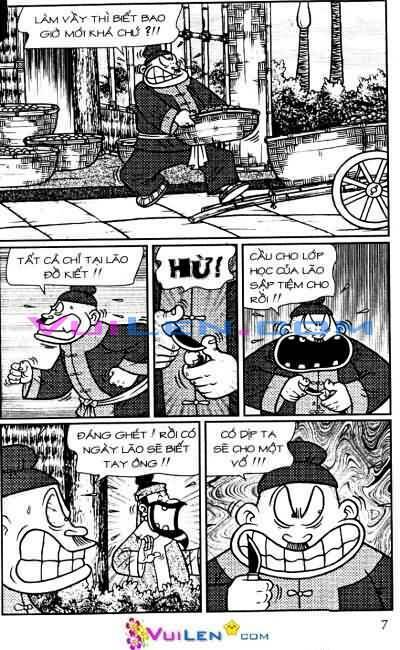 LÀM VẦY THÌ BIẾT BAO
GIỜ MỚI KHÁ CHỨ ?!!
TẤT CẢ CHỈ TẠI LÃO
ĐỒ KIẾT !!
HỪ!
CẦU CHO LỚP
HỌC CỦA LÃO
SẬP TIỆM CHO
RỒI !!
VUILEN.COM
ĐÁNG GHÉT ! RỒI CÓ
NGÀY LÃO SẼ BIẾT
TAY ÔNG !!
CÓ DỊP TA
SẼ CHO MỘT
VỐ !!!
7
VUILEN COM